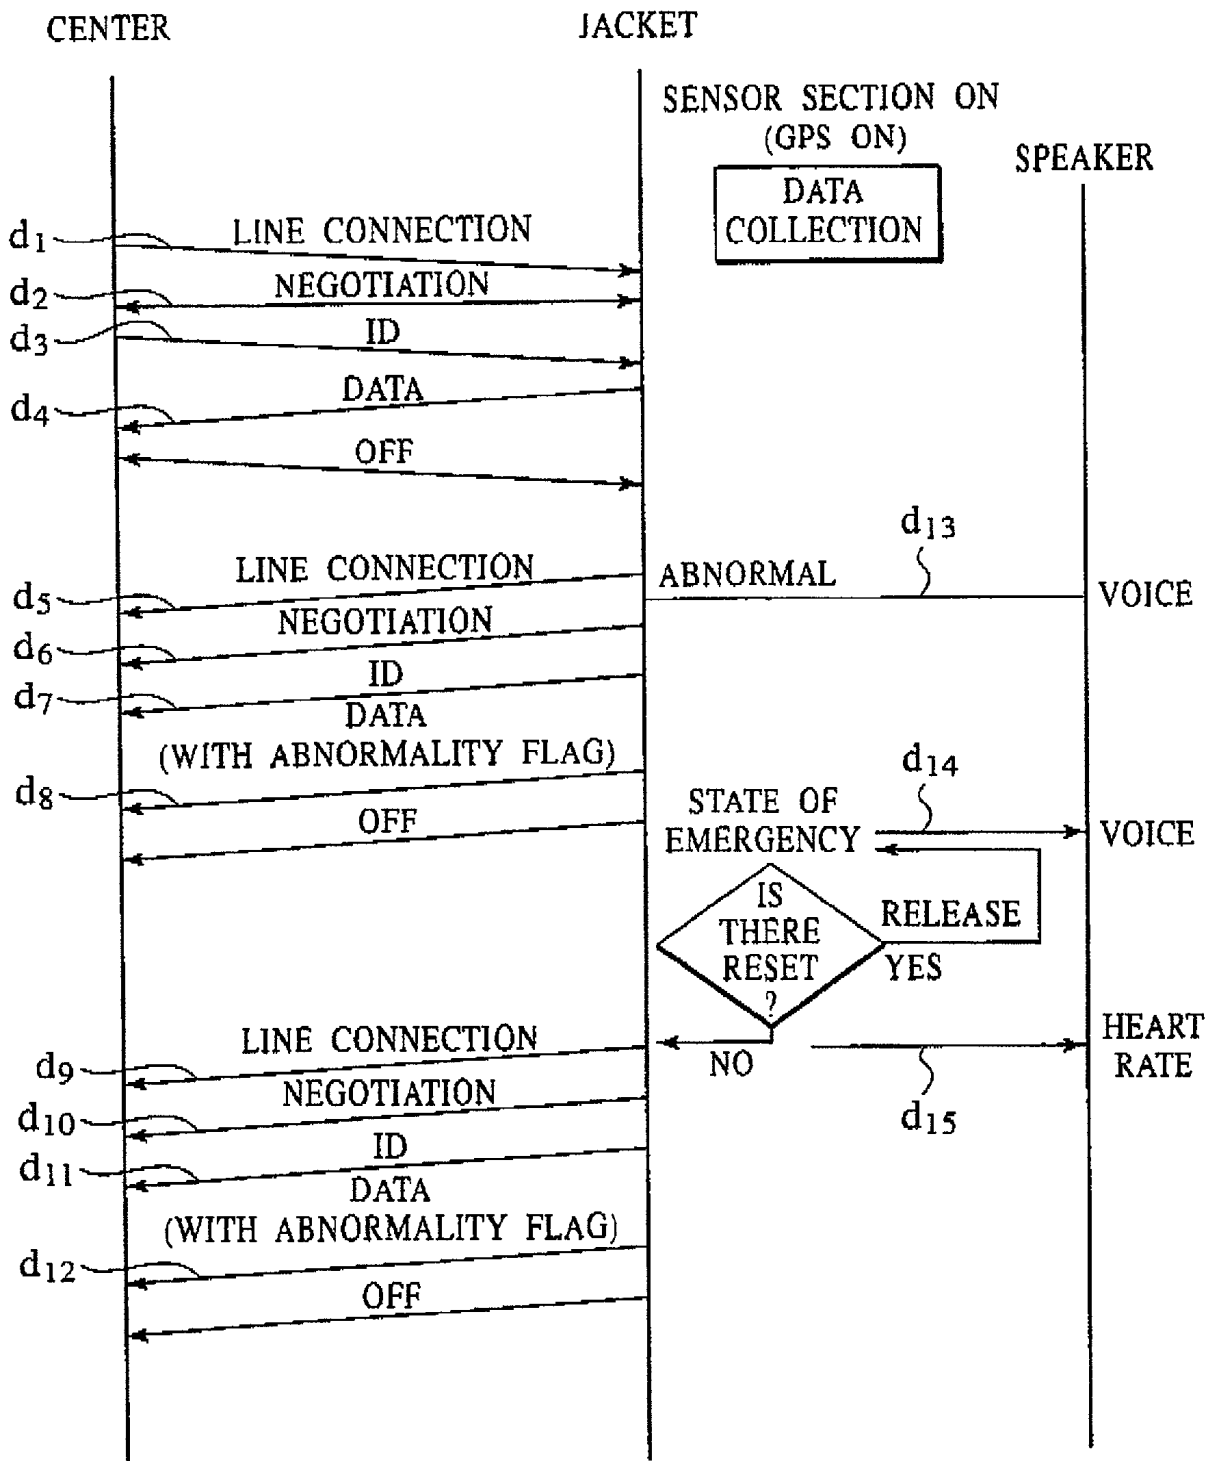 CENTER
JACKET
SENSOR SECTION ON
(GPS ON)
SPEAKER
DATA
COLLECTION
d1
LINE CONNECTION
d2
NEGOTIATION
d3
ID
d4
DATA
OFF
d13
d5
LINE CONNECTION
ABNORMAL
VOICE
d6
NEGOTIATION
d7
ID
DATA
(WITH ABNORMALITY FLAG)
d8
OFF
d14
STATE OF
EMERGENCY
VOICE
IS
THERE
RESET
?
RELEASE
YES
NO
HEART
RATE
d15
d9
LINE CONNECTION
d10
NEGOTIATION
d11
ID
DATA
(WITH ABNORMALITY FLAG)
d12
OFF